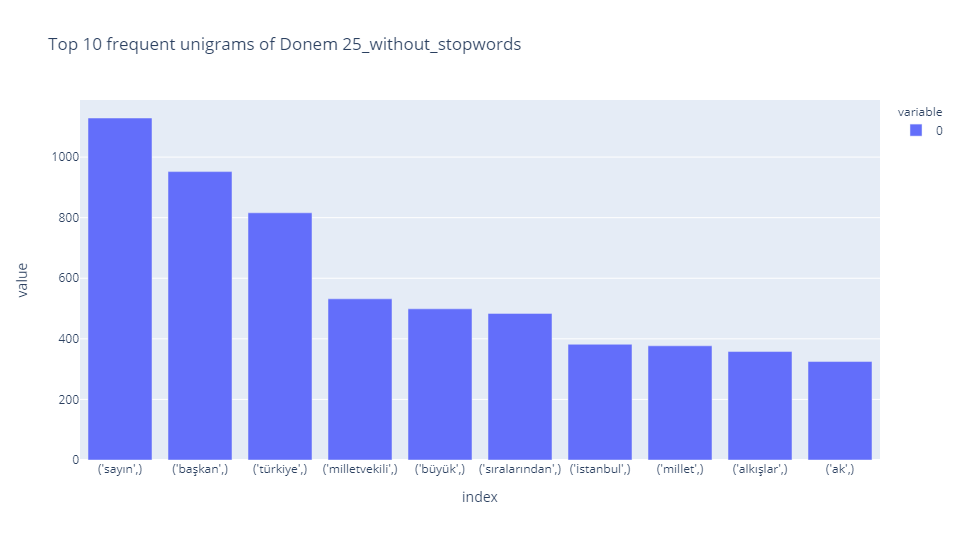 Top 10 frequent unigrams of Donem 25_without_stopwords
variable
0
value
1000
800
600
400
200
0
('sayın',)
('başkan',)
('türkiye',)
('milletvekili',)
('büyük',)
('sıralarından',)
('istanbul',)
('millet',)
('alkışlar',)
('ak',)
index